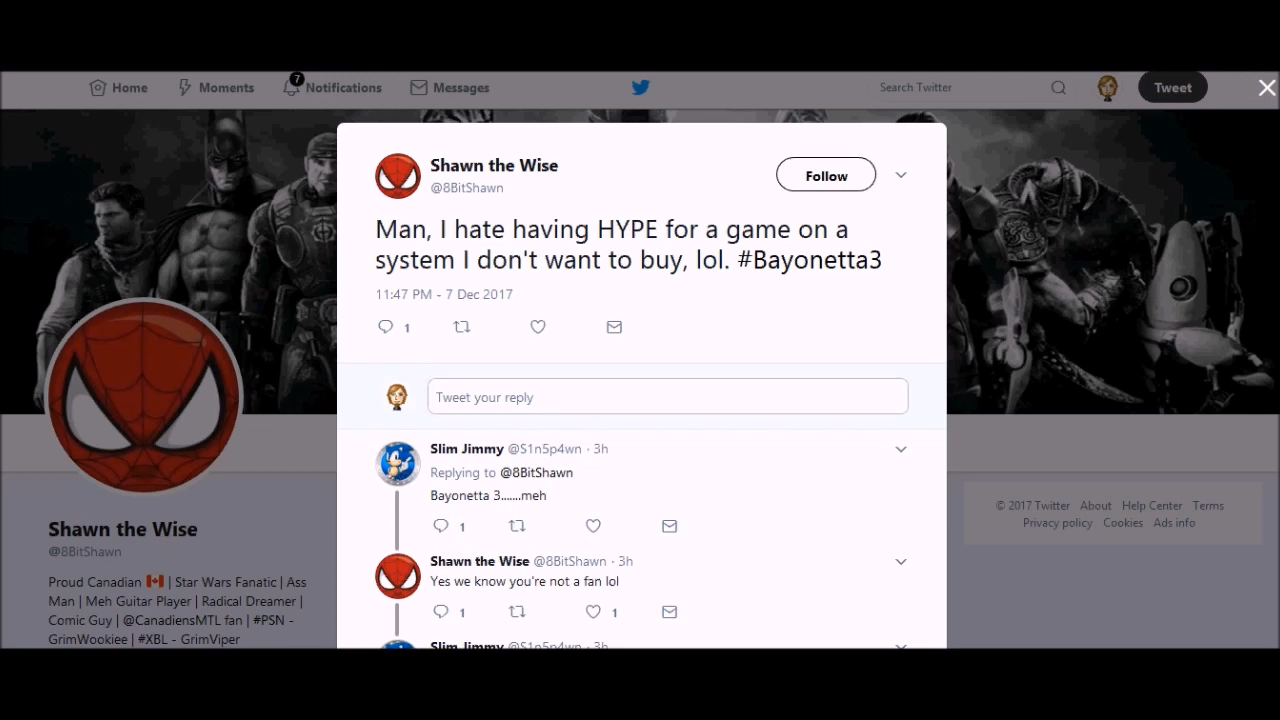 Home Moments 7 Notifications Messages Search Twitter Tweet
Shawn the Wise
@8BitShawn
Follow
Man, I hate having HYPE for a game on a
system I don't want to buy, lol. #Bayonetta3
11:47 PM - 7 Dec 2017
1
Tweet your reply
Slim Jimmy @S1n5p4wn · 3h
Replying to @8BitShawn
Bayonetta 3.......meh
1
Shawn the Wise @8BitShawn · 3h
Yes we know you're not a fan lol
1 1
Slim Jimmy @S1n5p4wn · 3h
Shawn the Wise
@8BitShawn
Proud Canadian 🇨🇦 | Star Wars Fanatic | Ass
Man | Meh Guitar Player | Radical Dreamer |
Comic Guy | @CanadiensMTL fan | #PSN -
GrimWookiee | #XBL - GrimViper
© 2017 Twitter About Help Center Terms
Privacy policy Cookies Ads info